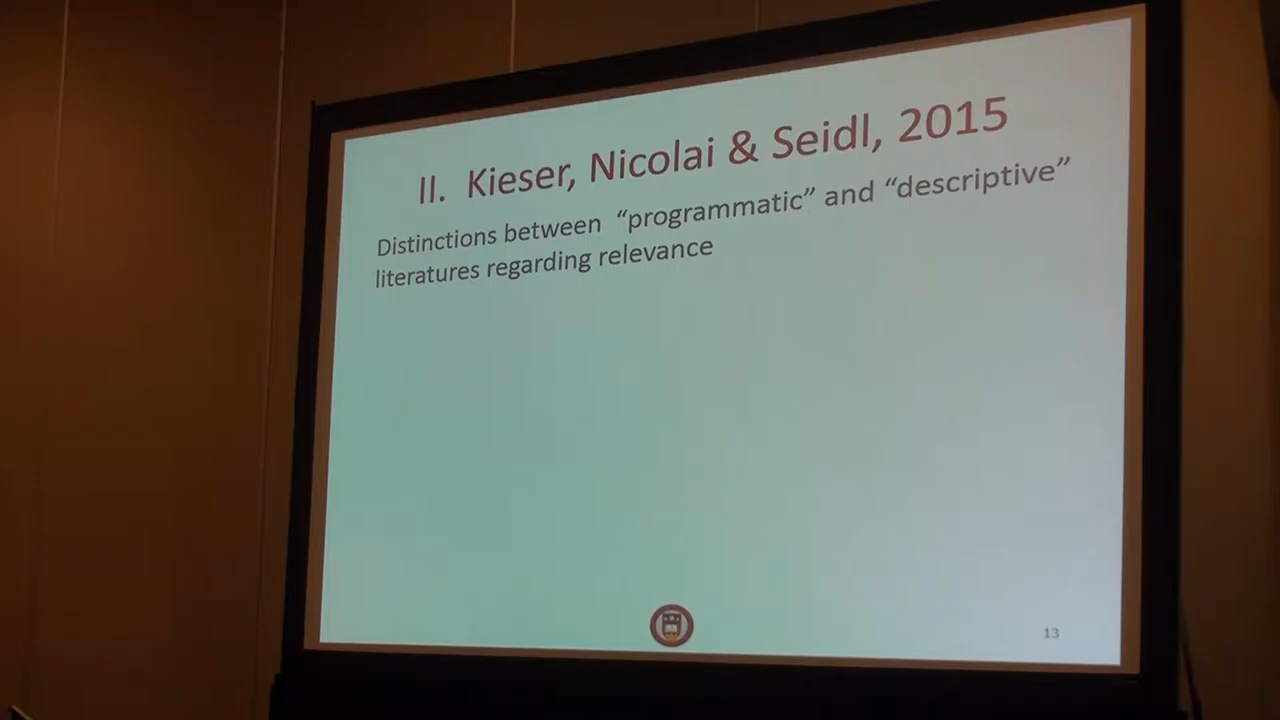 II. Kieser, Nicolai & Seidl, 2015
Distinctions between “programmatic” and “descriptive”
literatures regarding relevance
13